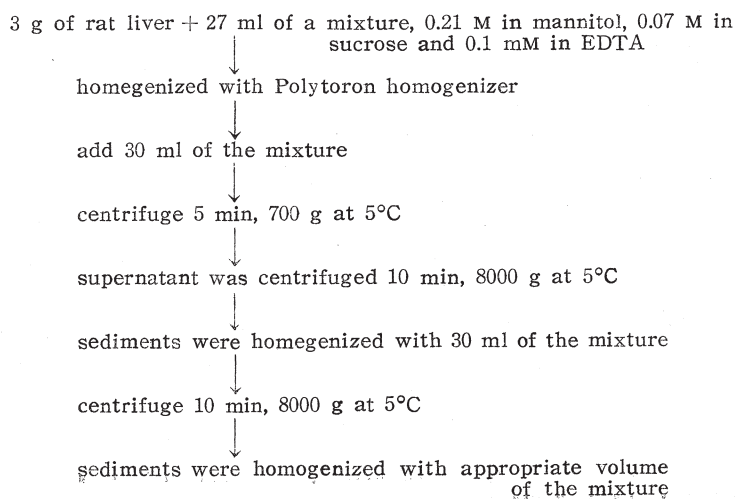 3 g of rat liver + 27 ml of a mixture, 0.21 M in mannitol, 0.07 M in
sucrose and 0.1 mM in EDTA
homegenized with Polytoron homogenizer
add 30 ml of the mixture
centrifuge 5 min, 700 g at 5°C
supernatant was centrifuged 10 min, 8000 g at 5°C
sediments were homegenized with 30 ml of the mixture
centrifuge 10 min, 8000 g at 5°C
sediments were homogenized with appropriate volume
of the mixture